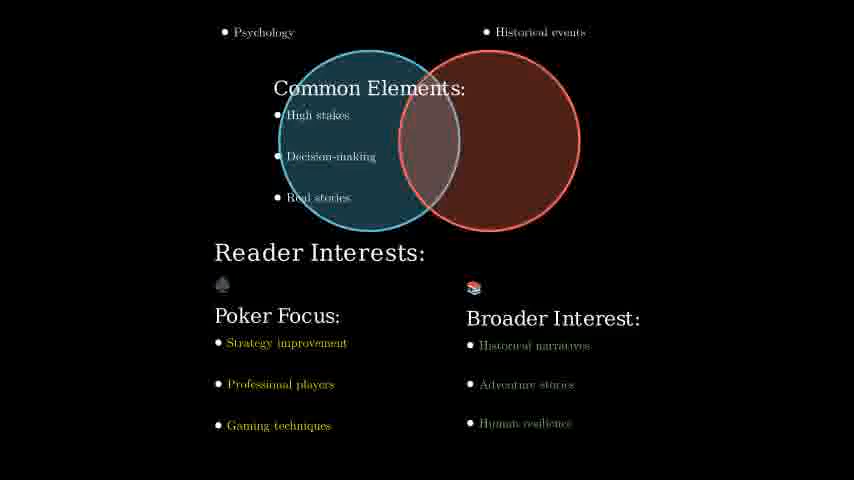 • Psychology
• Historical events
Common Elements:
• High stakes
• Decision-making
• Real stories
Reader Interests:
Poker Focus:
• Strategy improvement
• Professional players
• Gaming techniques
Broader Interest:
• Historical narratives
• Adventure stories
• Human resilience